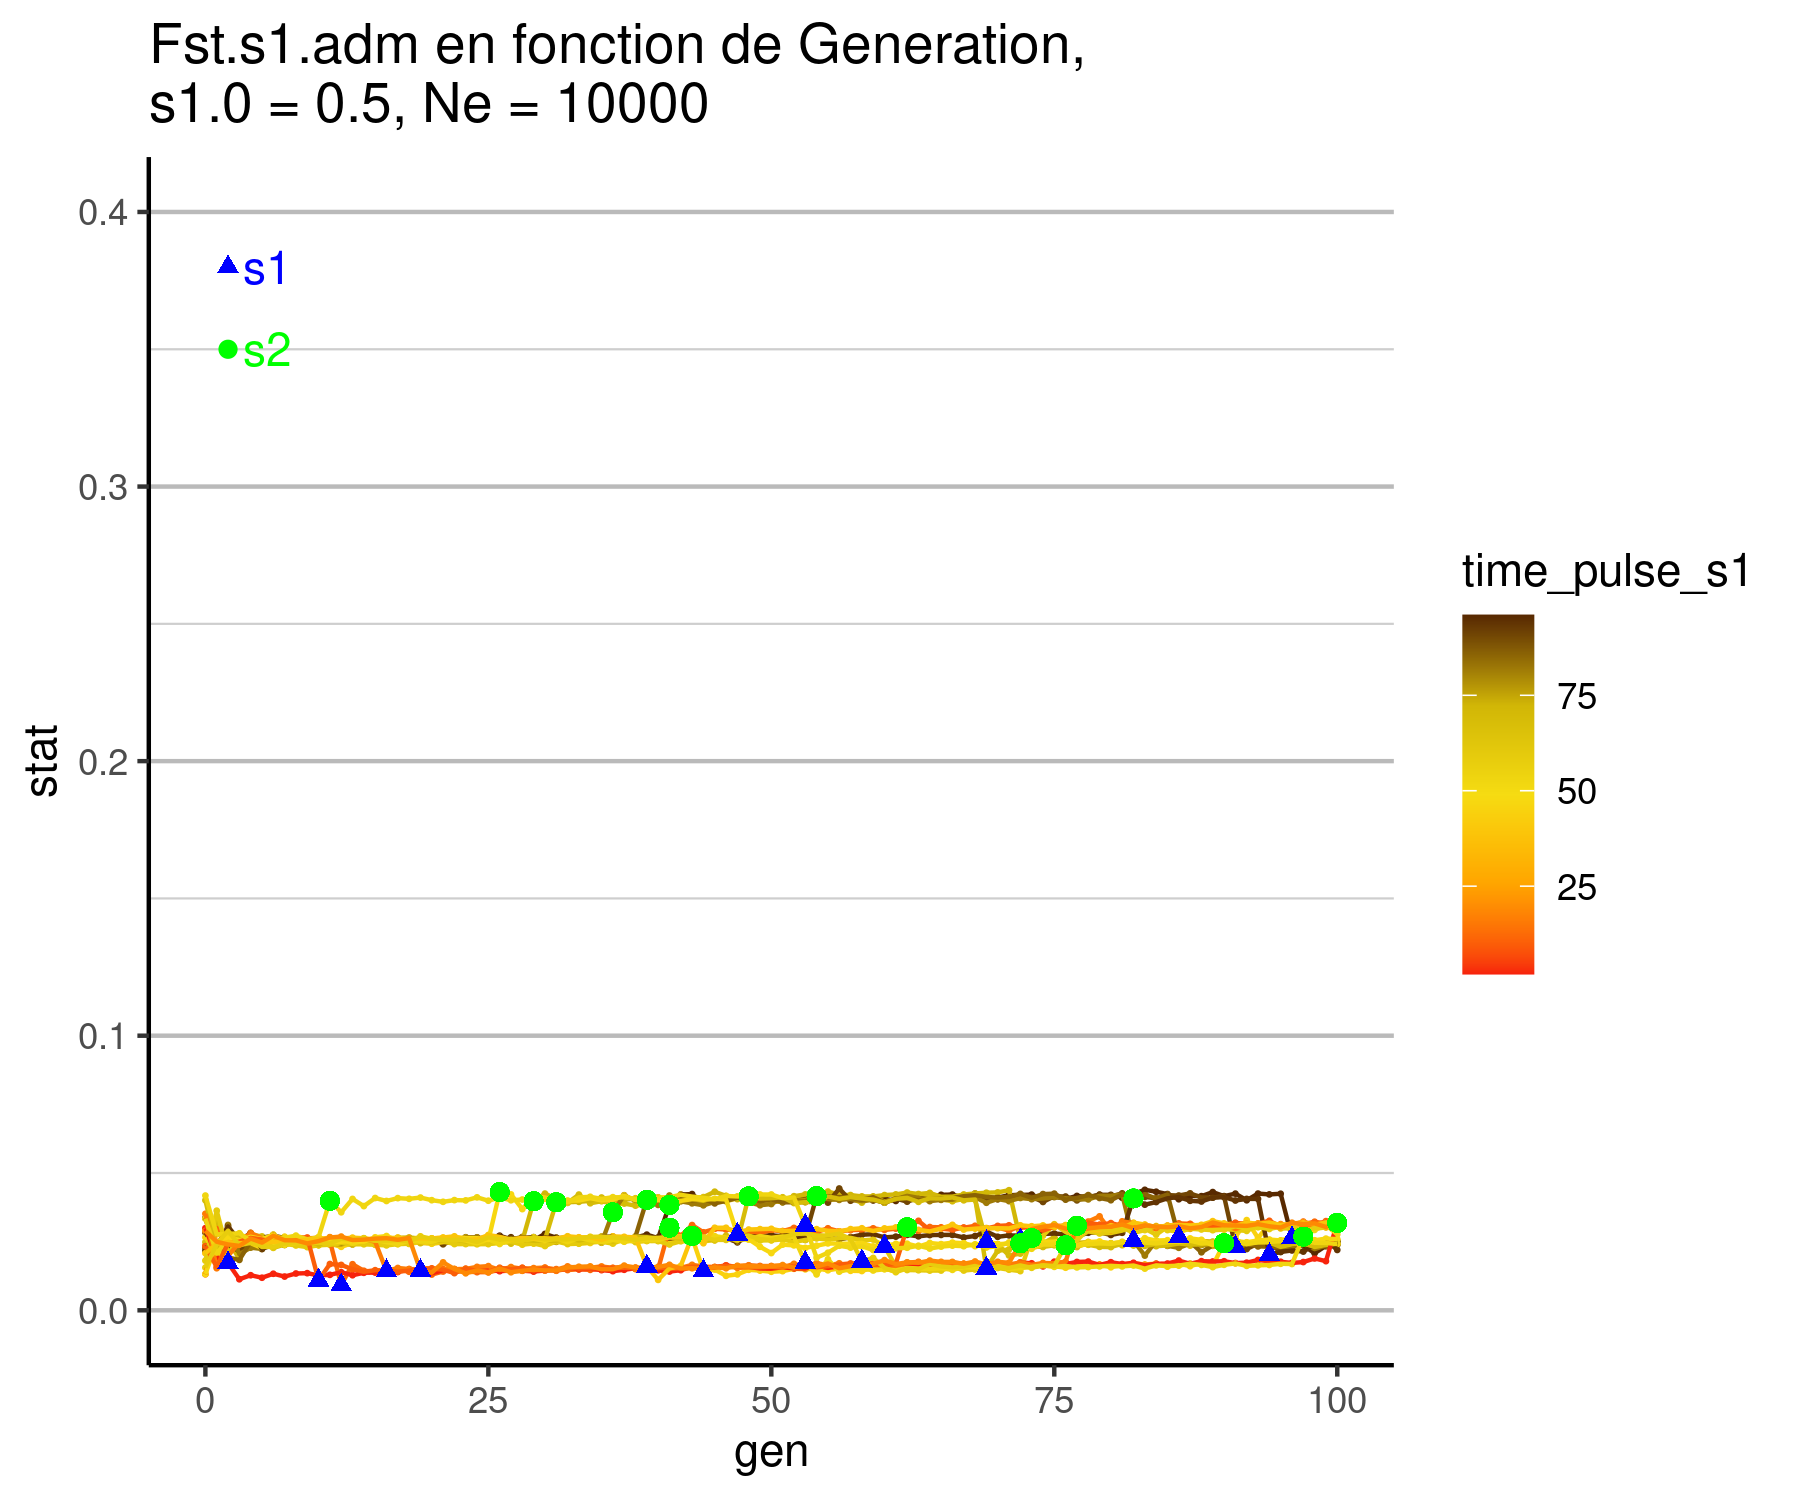 Fst.s1.adm en fonction de Generation,
s1.0 = 0.5, Ne = 10000
0.4
s1
s2
0.3
time_pulse_s1
75
50
25
stat
0.2
0.1
0.0
0 25 50 75 100
gen